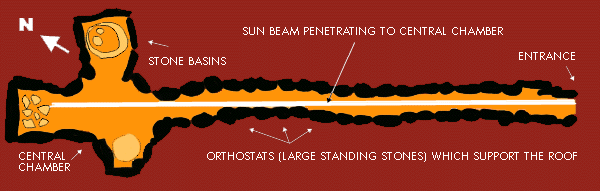 N
SUN BEAM PENETRATING TO CENTRAL CHAMBER
ENTRANCE
STONE BASINS
CENTRAL
CHAMBER
ORTHOSTATS (LARGE STANDING STONES) WHICH SUPPORT THE ROOF